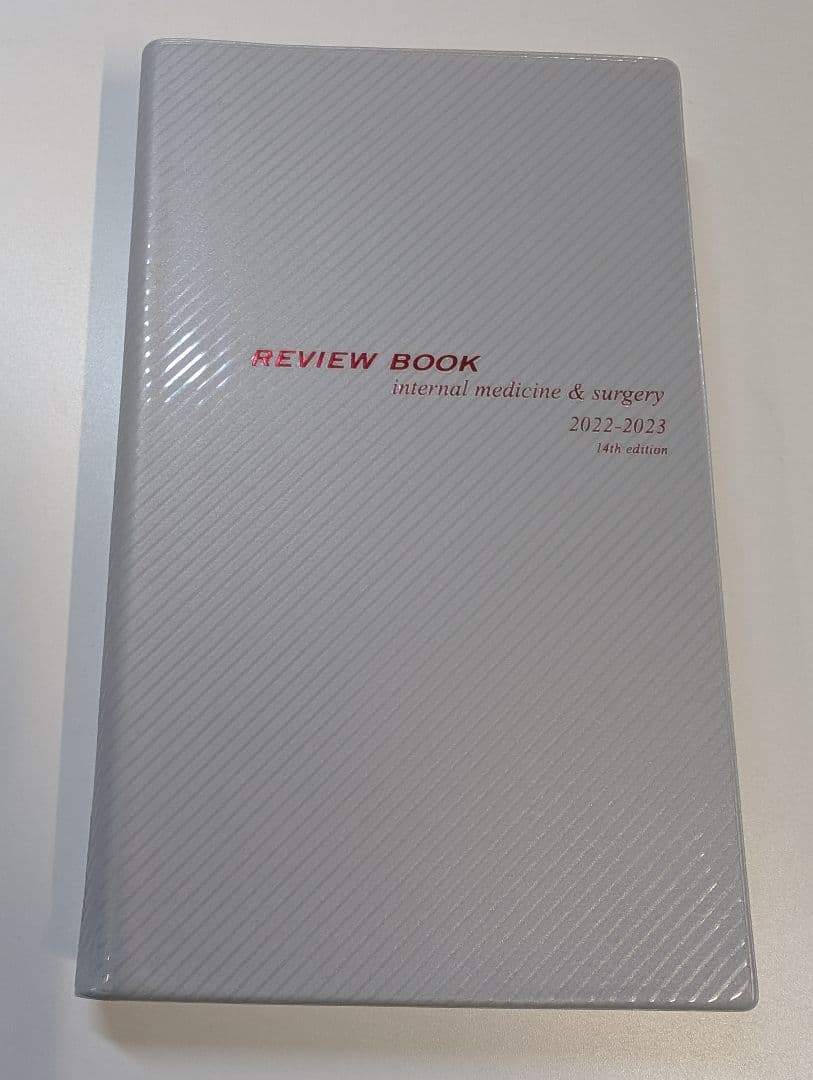 REVIEW BOOK
internal medicine & surgery
2022-2023
14th edition